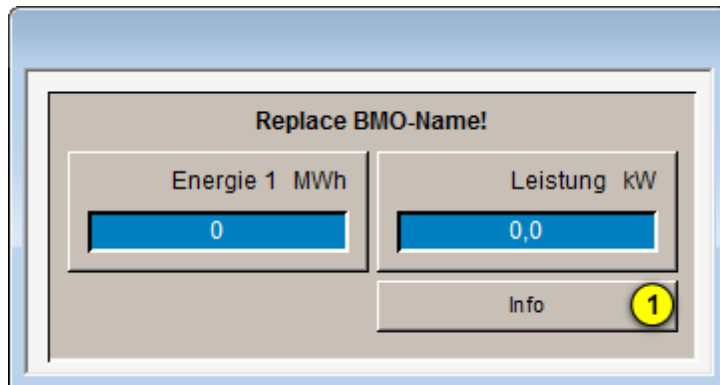 Replace BMO-Name!
Energie 1 MWh
Leistung kW
0
0,0
Info
1